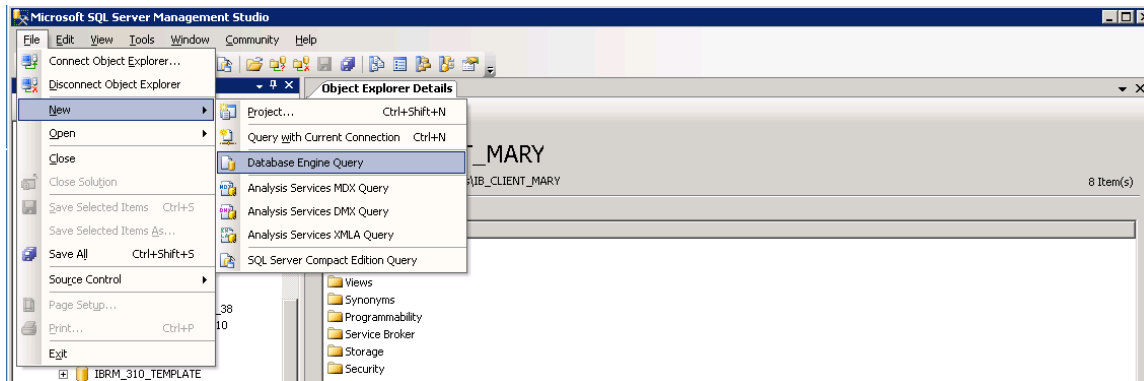 Microsoft SQL Server Management Studio
File Edit View Tools Window Community Help
Connect Object Explorer...
Disconnect Object Explorer
New
Open
Close
Close Solution
Save Selected Items Ctrl+S
Save Selected Items As...
Save All Ctrl+Shift+S
Source Control
Page Setup...
Print... Ctrl+P
Exit
Project... Ctrl+Shift+N
Query with Current Connection Ctrl+N
Database Engine Query
Analysis Services MDX Query
Analysis Services DMX Query
Analysis Services XMLA Query
SQL Server Compact Edition Query
Object Explorer Details
_MARY
\IB_CLIENT_MARY 8 Item(s)
Views
Synonyms
Programmability
Service Broker
Storage
Security
_38
10
IBRM_310_TEMPLATE